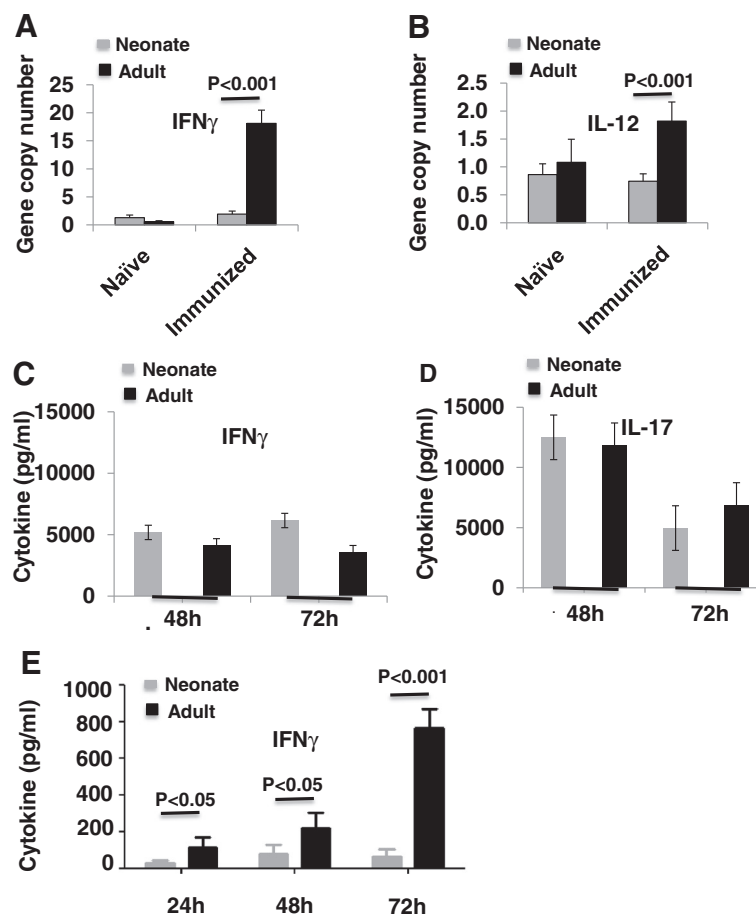 A
Neonate
Adult
P<0.001
IFNγ
Gene copy number
25
20
15
10
5
0
Naïve
Immunized
B
Neonate
Adult
P<0.001
IL-12
Gene copy number
2.5
2.0
1.5
1.0
0.5
0.0
Naïve
Immunized
C
Neonate
Adult
IFNγ
Cytokine (pg/ml)
15000
10000
5000
0
48h
72h
D
Neonate
Adult
IL-17
Cytokine (pg/ml)
15000
10000
5000
0
48h
72h
E
Neonate
Adult
IFNγ
Cytokine (pg/ml)
1000
800
600
400
200
0
P<0.05
P<0.05
P<0.001
24h
48h
72h